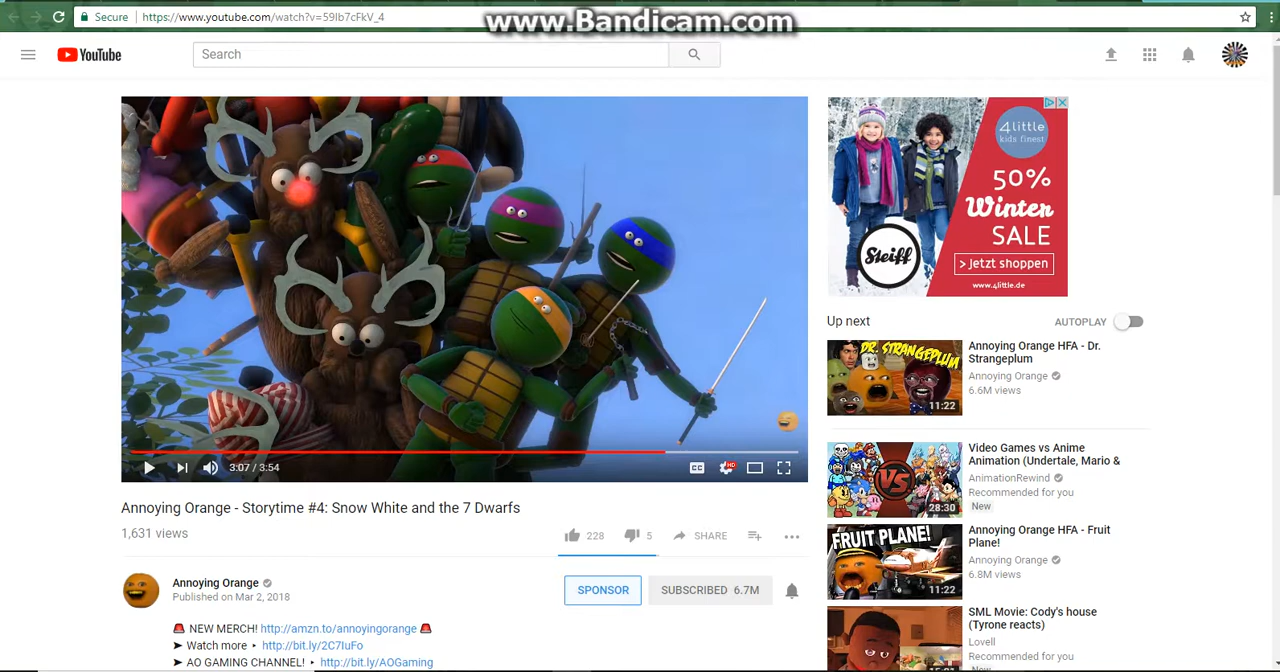 Secure
https://www.youtube.com/watch?v=59Ib7cFkV_4
www.Bandicam.com
YouTube
Search
4little
kids finest
50%
Winter
SALE
Steiff
> Jetzt shoppen
www.4little.de
Up next
AUTOPLAY
DR. STRANGEPLUM
11:22
Annoying Orange HFA - Dr.
Strangeplum
Annoying Orange
6.6M views
VS
28:30
Video Games vs Anime
Animation (Undertale, Mario &
AnimationRewind
Recommended for you
New
FRUIT PLANE!
11:22
Annoying Orange HFA - Fruit
Plane!
Annoying Orange
6.8M views
SML Movie: Cody's house
(Tyrone reacts)
Lovell
Recommended for you
3:07 / 3:54
CC
HD
Annoying Orange - Storytime #4: Snow White and the 7 Dwarfs
1,631 views
228
5
SHARE
Annoying Orange
Published on Mar 2, 2018
SPONSOR
SUBSCRIBED 6.7M
NEW MERCH! http://amzn.to/annoyingorange
➤ Watch more ‣ http://bit.ly/2C7IuFo
➤ AO GAMING CHANNEL! ‣ http://bit.ly/AOGaming